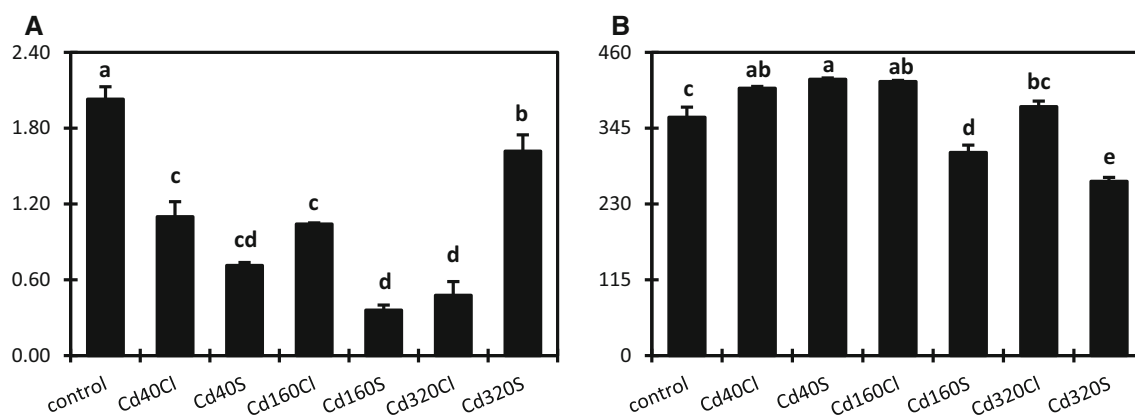 A
2.40
1.80
1.20
0.60
0.00
a
c
cd
c
d
d
b
control
Cd40Cl
Cd40S
Cd160Cl
Cd160S
Cd320Cl
Cd320S
B
460
345
230
115
0
c
ab
a
ab
d
bc
e
control
Cd40Cl
Cd40S
Cd160Cl
Cd160S
Cd320Cl
Cd320S